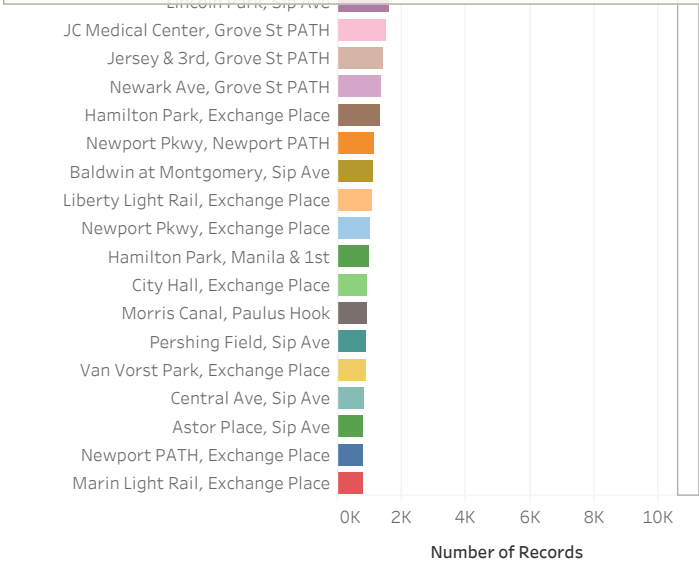 Lincoln Park, Sip Ave
JC Medical Center, Grove St PATH
Jersey & 3rd, Grove St PATH
Newark Ave, Grove St PATH
Hamilton Park, Exchange Place
Newport Pkwy, Newport PATH
Baldwin at Montgomery, Sip Ave
Liberty Light Rail, Exchange Place
Newport Pkwy, Exchange Place
Hamilton Park, Manila & 1st
City Hall, Exchange Place
Morris Canal, Paulus Hook
Pershing Field, Sip Ave
Van Vorst Park, Exchange Place
Central Ave, Sip Ave
Astor Place, Sip Ave
Newport PATH, Exchange Place
Marin Light Rail, Exchange Place
0K 2K 4K 6K 8K 10K
Number of Records